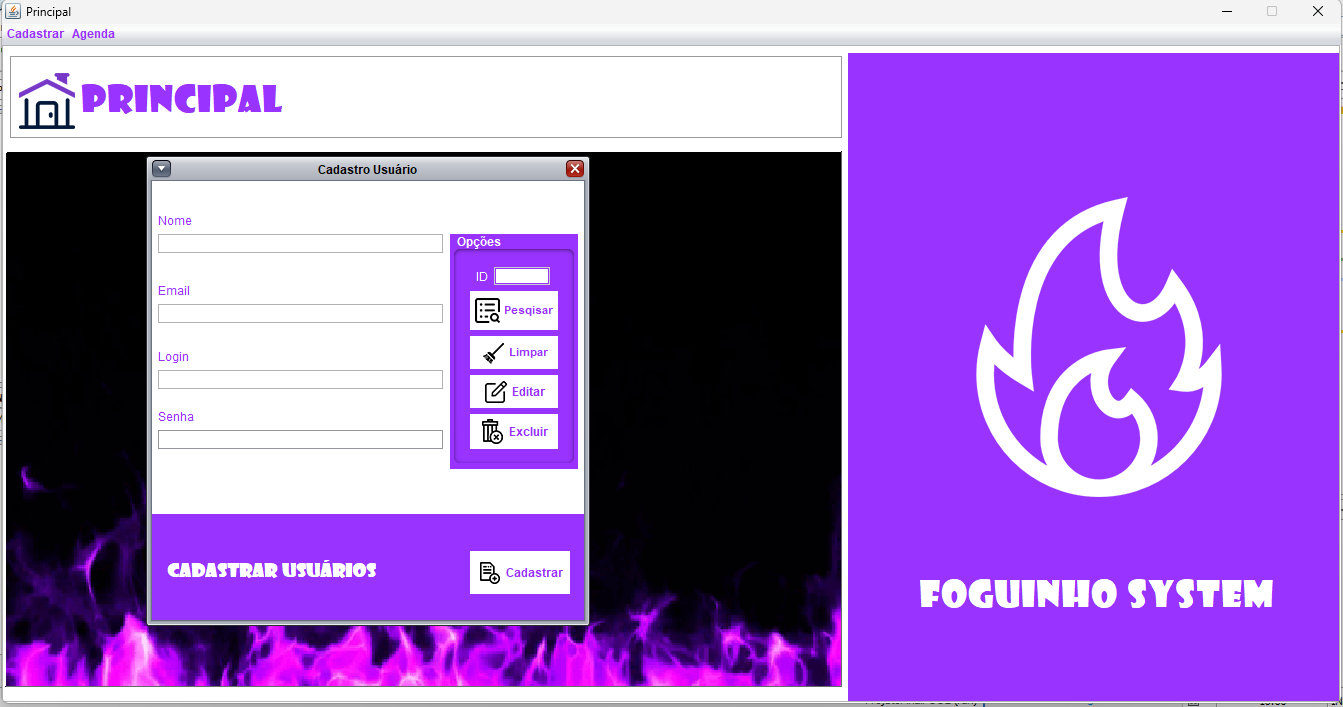 Principal
Cadastrar Agenda
PRINCIPAL
Cadastro Usuário
Nome
Opções
ID
Email
Pesqisar
Limpar
Login
Editar
Senha
Excluir
CADASTRAR USUÁRIOS
Cadastrar
FOGUINHO SYSTEM